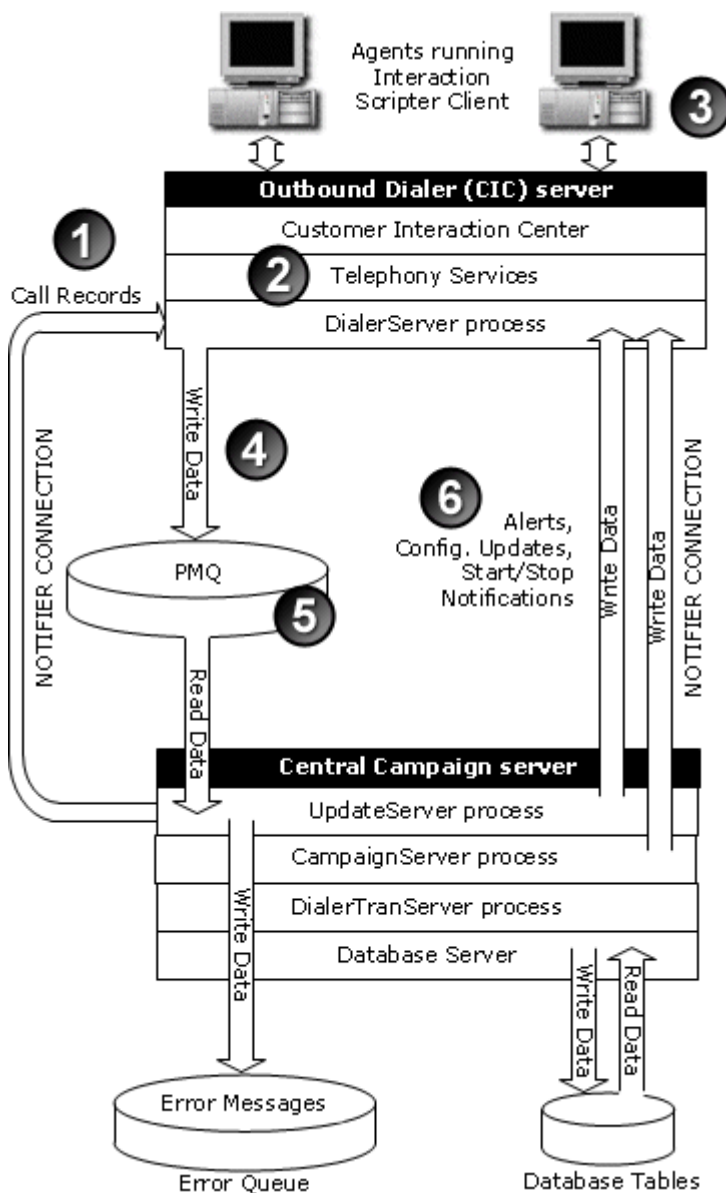 Agents running
Interaction
Scripter Client
3
Outbound Dialer (CIC) server
Customer Interaction Center
1
2
Telephony Services
Call Records
DialerServer process
Write Data
4
NOTIFIER CONNECTION
6
Alerts,
Config. Updates,
Start/Stop
Notifications
Write Data
Write Data
NOTIFIER CONNECTION
PMQ
5
Read Data
Central Campaign server
UpdateServer process
CampaignServer process
DialerTranServer process
Database Server
Write Data
Write Data
Read Data
Error Messages
Error Queue
Database Tables